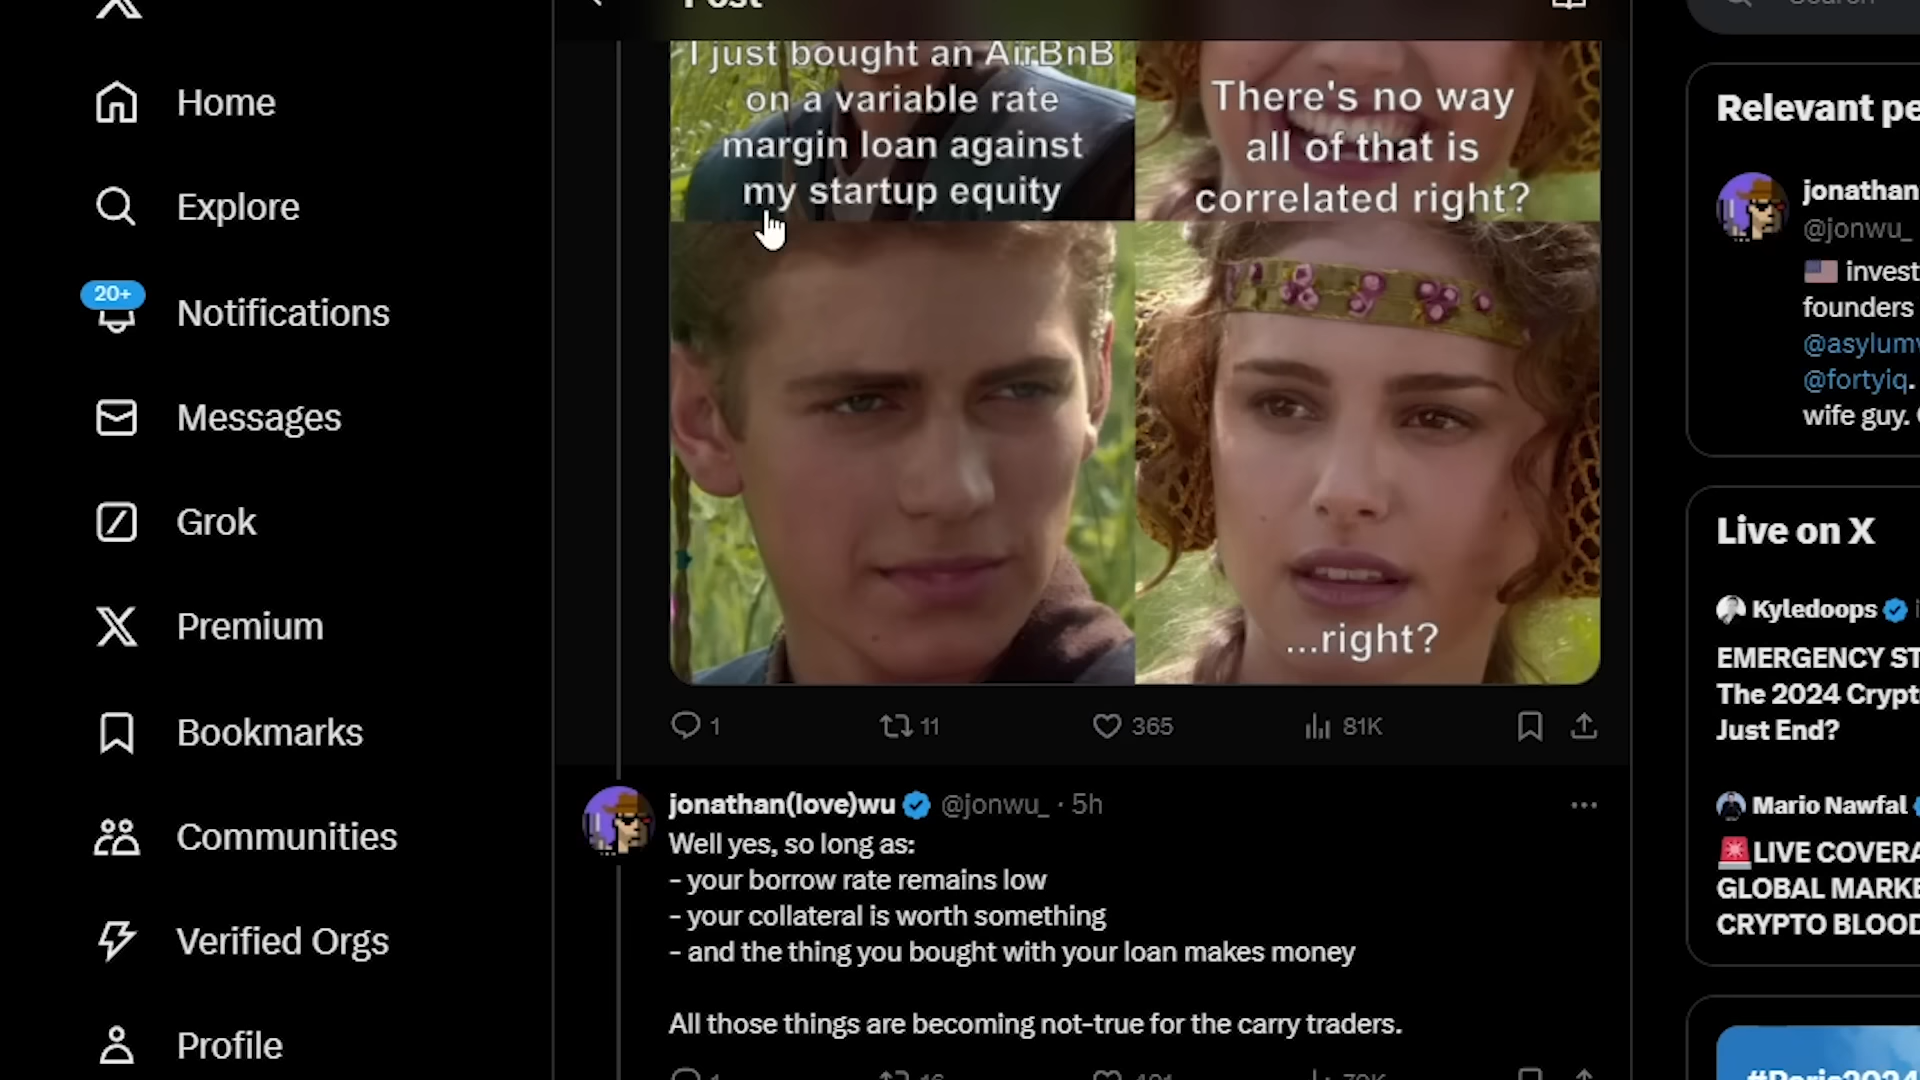 Post
Search
Home
Explore
20+
Notifications
Messages
Grok
Premium
Bookmarks
Communities
Verified Orgs
Profile
I just bought an AirBnB
on a variable rate
margin loan against
my startup equity
There's no way
all of that is
correlated right?
...right?
1
11
365
81K
jonathan(love)wu @jonwu_ · 5h
Well yes, so long as:
- your borrow rate remains low
- your collateral is worth something
- and the thing you bought with your loan makes money
All those things are becoming not-true for the carry traders.
Relevant pe
jonathan
@jonwu_
invest
founders
@asylumv
@fortyiq.
wife guy.
Live on X
Kyledoops
EMERGENCY ST
The 2024 Crypt
Just End?
Mario Nawfal
LIVE COVERA
GLOBAL MARKE
CRYPTO BLOOD
#Paris2024